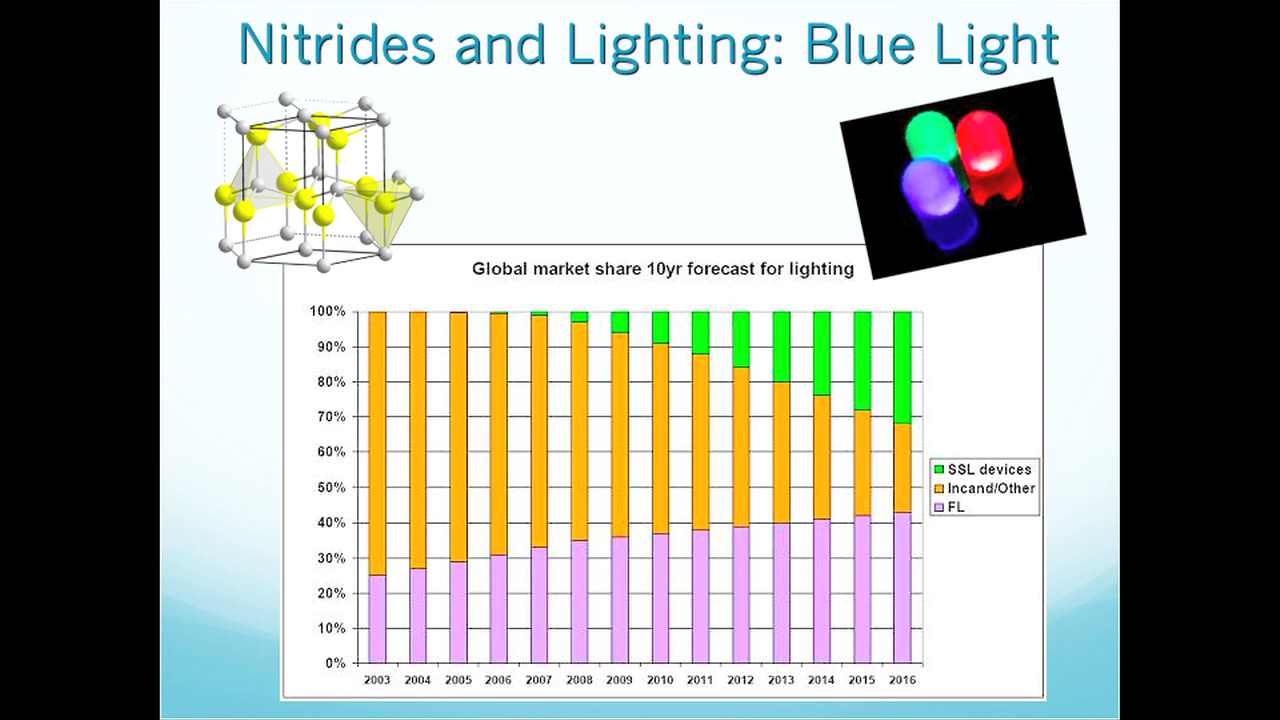 Nitrides and Lighting: Blue Light
Global market share 10yr forecast for lighting
100%
90%
80%
70%
60%
50%
40%
30%
20%
10%
0%
2003 2004 2005 2006 2007 2008 2009 2010 2011 2012 2013 2014 2015 2016
SSL devices
Incand/Other
FL